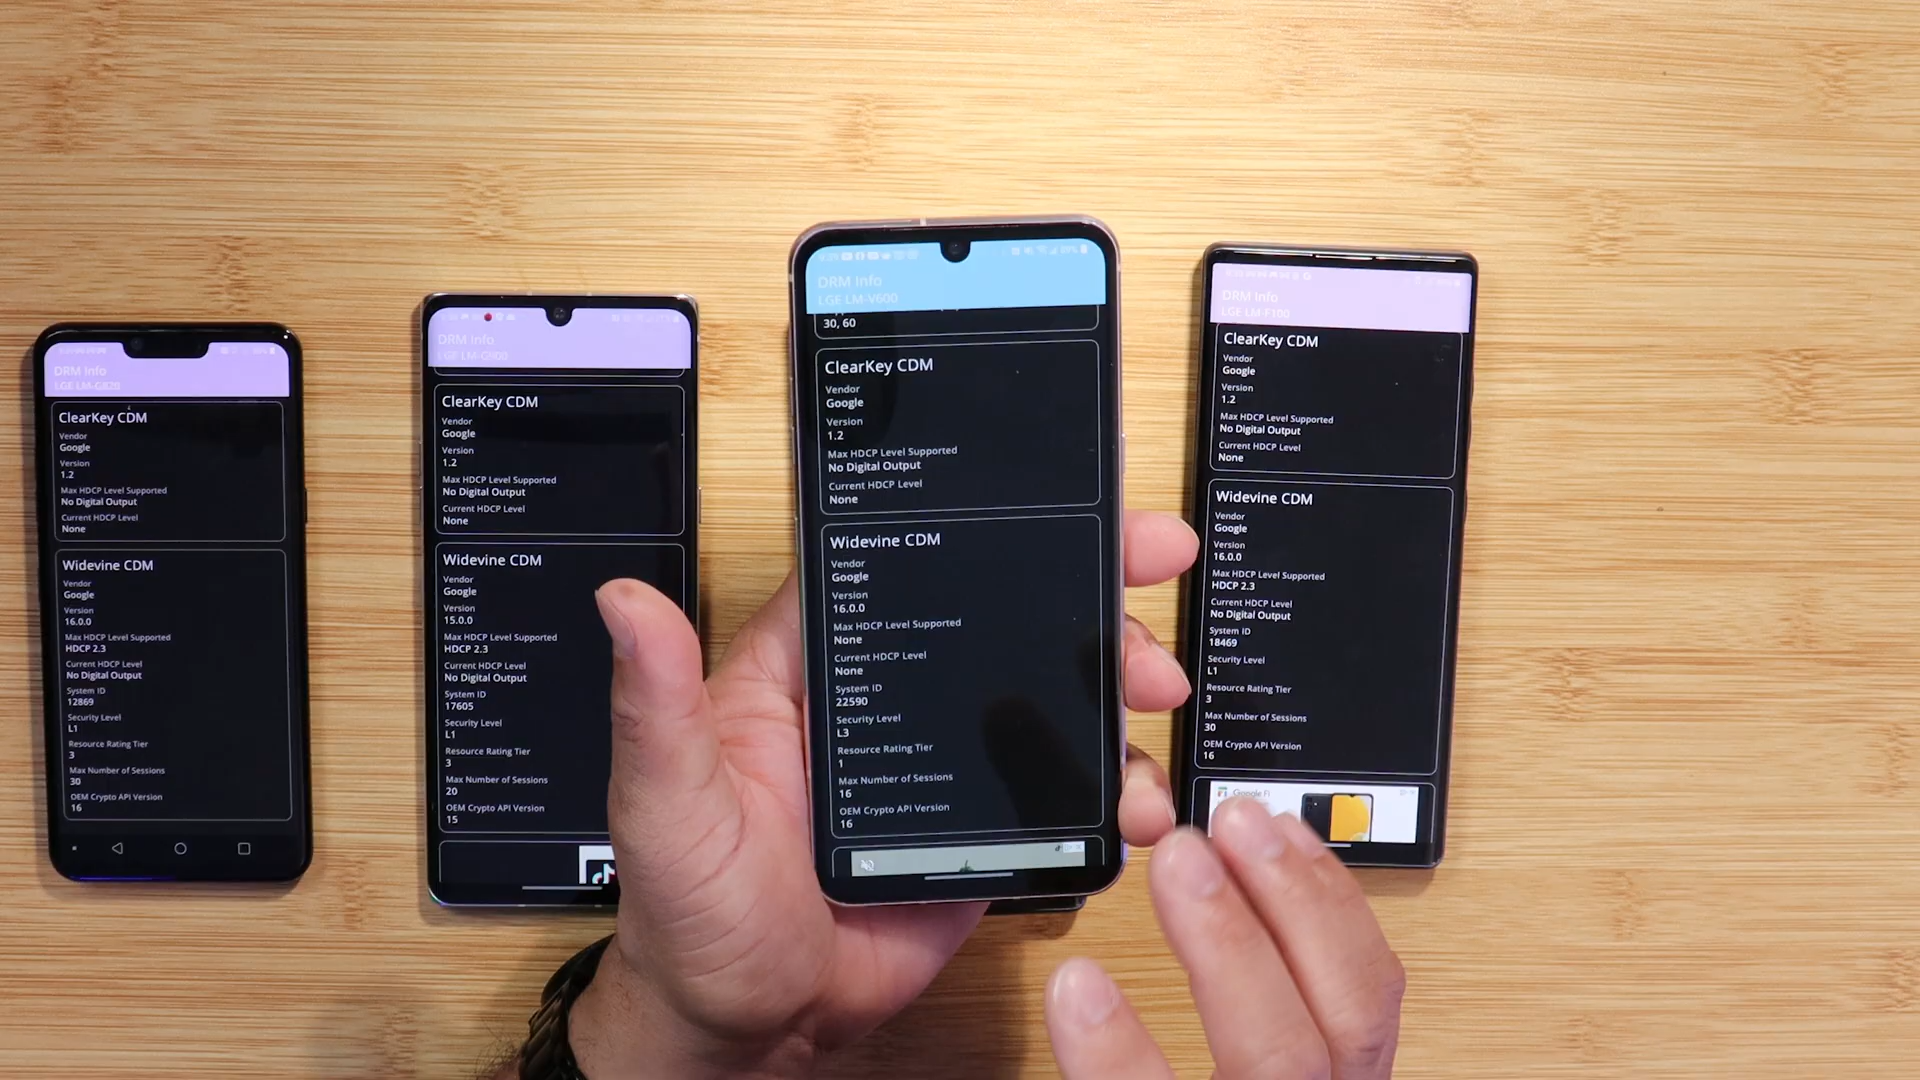 DRM Info
LGE LM-G820
ClearKey CDM
Vendor
Google
Version
1.2
Max HDCP Level Supported
No Digital Output
Current HDCP Level
None
Widevine CDM
Vendor
Google
Version
16.0.0
Max HDCP Level Supported
HDCP 2.3
Current HDCP Level
No Digital Output
System ID
12869
Security Level
L1
Resource Rating Tier
3
Max Number of Sessions
30
OEM Crypto API Version
16
DRM Info
LGE LM-G900
ClearKey CDM
Vendor
Google
Version
1.2
Max HDCP Level Supported
No Digital Output
Current HDCP Level
None
Widevine CDM
Vendor
Google
Version
15.0.0
Max HDCP Level Supported
HDCP 2.3
Current HDCP Level
No Digital Output
System ID
17605
Security Level
L1
Resource Rating Tier
3
Max Number of Sessions
20
OEM Crypto API Version
15
DRM Info
LGE LM-V600
30, 60
ClearKey CDM
Vendor
Google
Version
1.2
Max HDCP Level Supported
No Digital Output
Current HDCP Level
None
Widevine CDM
Vendor
Google
Version
16.0.0
Max HDCP Level Supported
None
Current HDCP Level
None
System ID
22590
Security Level
L3
Resource Rating Tier
1
Max Number of Sessions
16
OEM Crypto API Version
16
DRM Info
LGE LM-F100
ClearKey CDM
Vendor
Google
Version
1.2
Max HDCP Level Supported
No Digital Output
Current HDCP Level
None
Widevine CDM
Vendor
Google
Version
16.0.0
Max HDCP Level Supported
HDCP 2.3
Current HDCP Level
No Digital Output
System ID
18469
Security Level
L1
Resource Rating Tier
3
Max Number of Sessions
30
OEM Crypto API Version
16
Google Fi